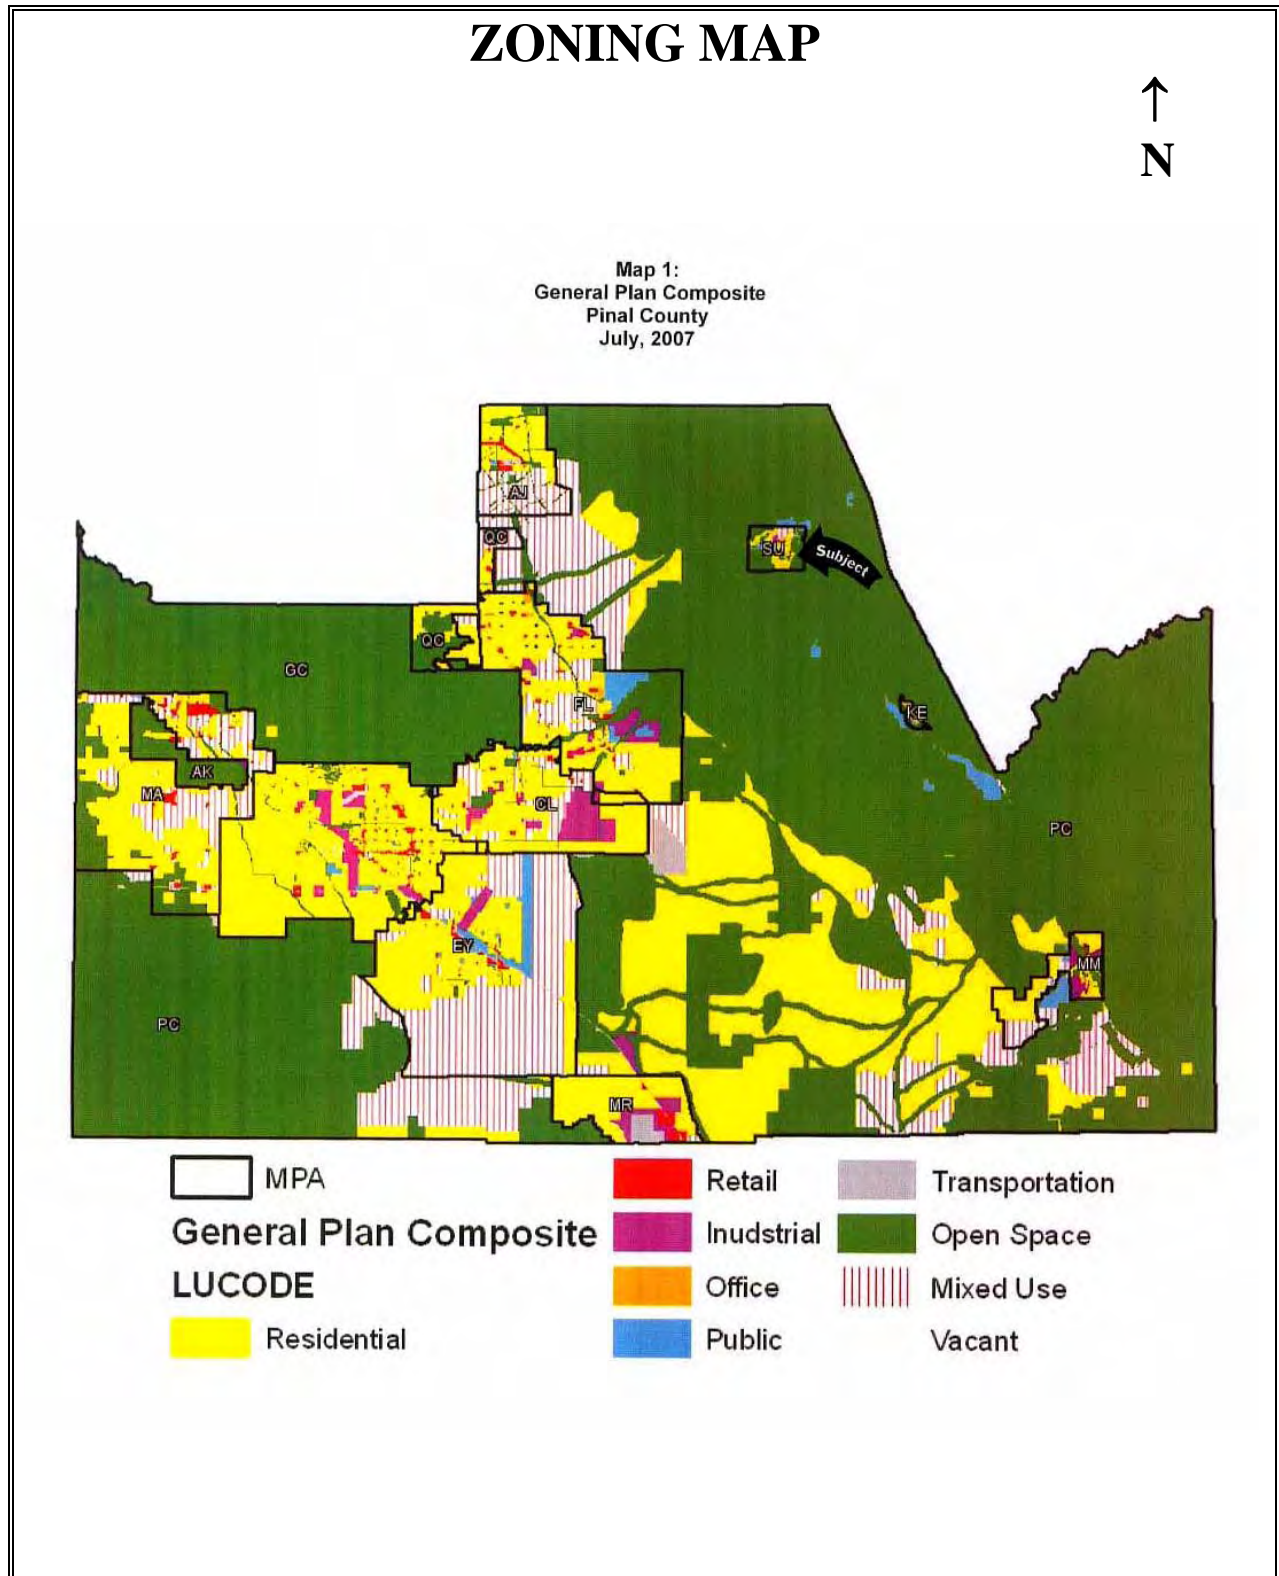 ZONING MAP
↑
N
Map 1:
General Plan Composite
Pinal County
July, 2007
AJ
QC
SU
Subject
QC
GC
FL
KE
AK
MA
CL
PC
EY
MM
PC
MR
MPA
General Plan Composite
LUCODE
Residential
Retail
Inudstrial
Office
Public
Transportation
Open Space
Mixed Use
Vacant